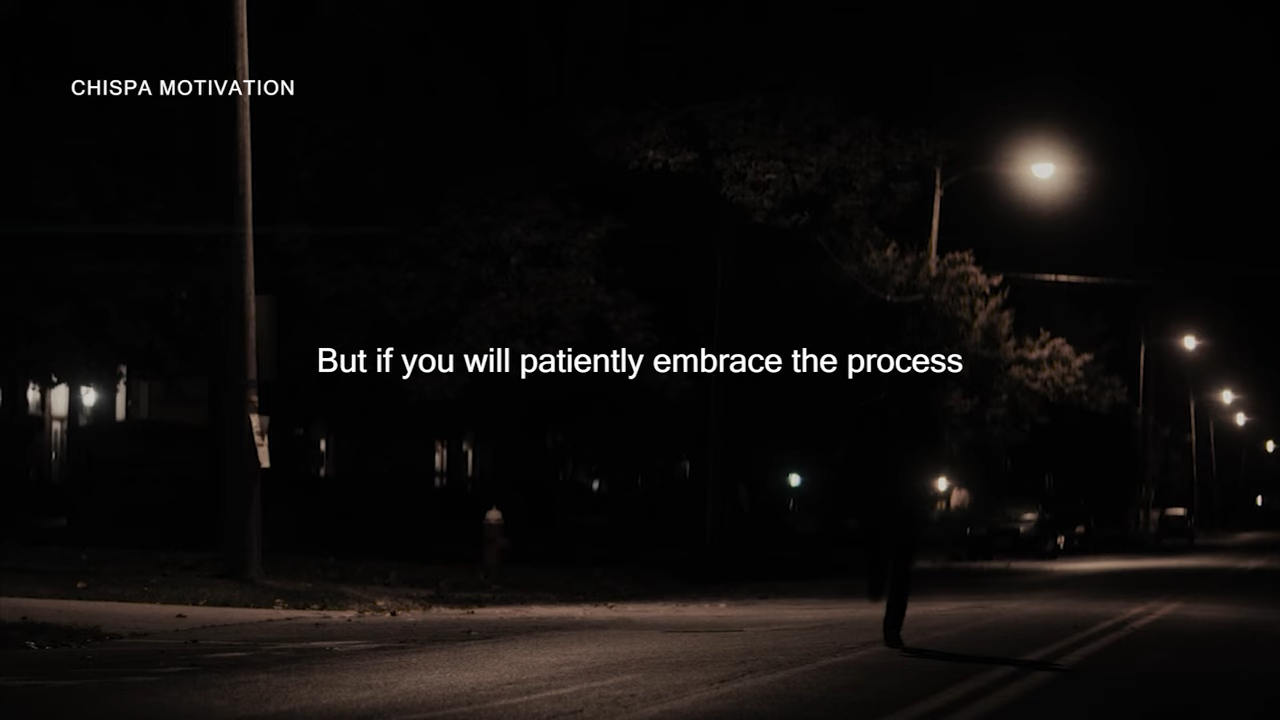 CHISPA MOTIVATION
But if you will patiently embrace the process